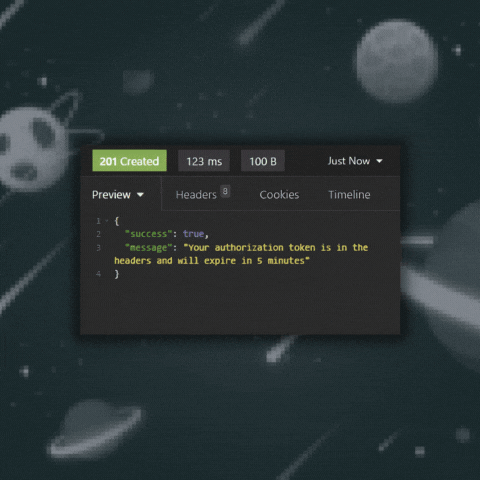 201 Created 123 ms 100 B Just Now
Preview Headers 8 Cookies Timeline
1 {
2 "success": true,
3 "message": "Your authorization token is in the
headers and will expire in 5 minutes"
4 }